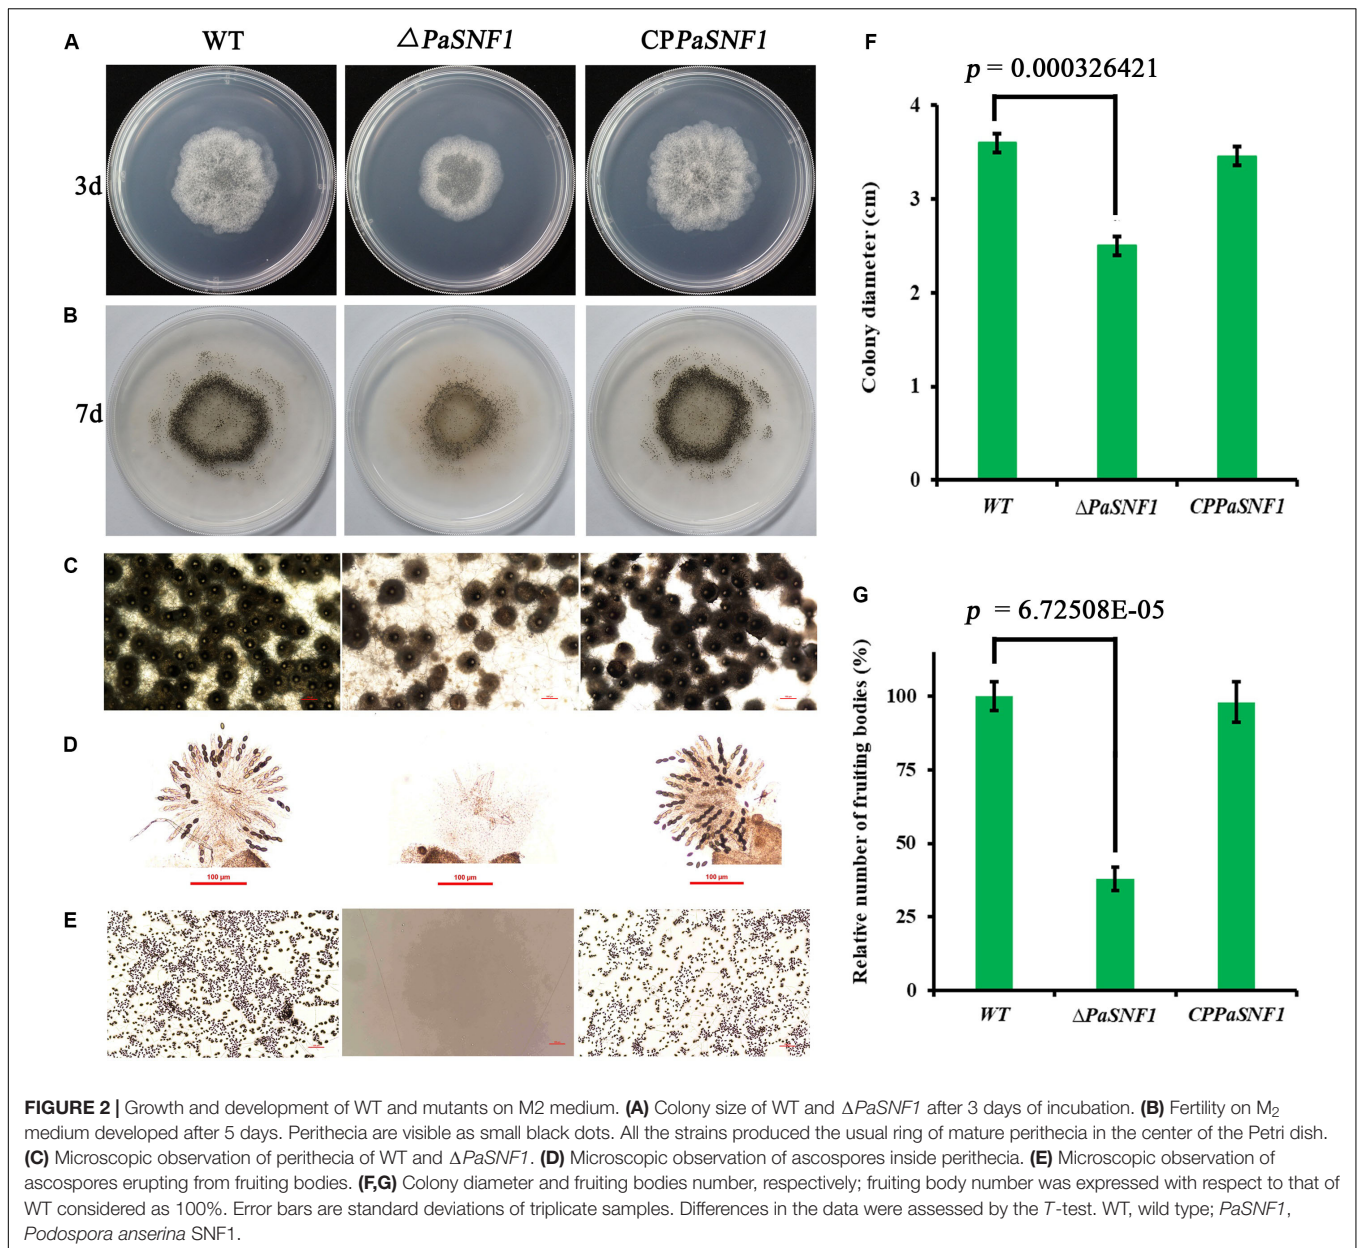 A
WT
△PaSNF1
CPPaSNF1
3d
B
7d
C
D
100 µm
100 µm
100 µm
E
F
p = 0.000326421
Colony diameter (cm)
4
3
2
1
0
WT
ΔPaSNF1
CPPaSNF1
G
p = 6.72508E-05
Relative number of fruiting bodies (%)
100
75
50
25
0
WT
ΔPaSNF1
CPPaSNF1
FIGURE 2 | Growth and development of WT and mutants on M2 medium. (A) Colony size of WT and ΔPaSNF1 after 3 days of incubation. (B) Fertility on M₂
medium developed after 5 days. Perithecia are visible as small black dots. All the strains produced the usual ring of mature perithecia in the center of the Petri dish.
(C) Microscopic observation of perithecia of WT and ΔPaSNF1. (D) Microscopic observation of ascospores inside perithecia. (E) Microscopic observation of
ascospores erupting from fruiting bodies. (F,G) Colony diameter and fruiting bodies number, respectively; fruiting body number was expressed with respect to that of
WT considered as 100%. Error bars are standard deviations of triplicate samples. Differences in the data were assessed by the T-test. WT, wild type; PaSNF1,
Podospora anserina SNF1.